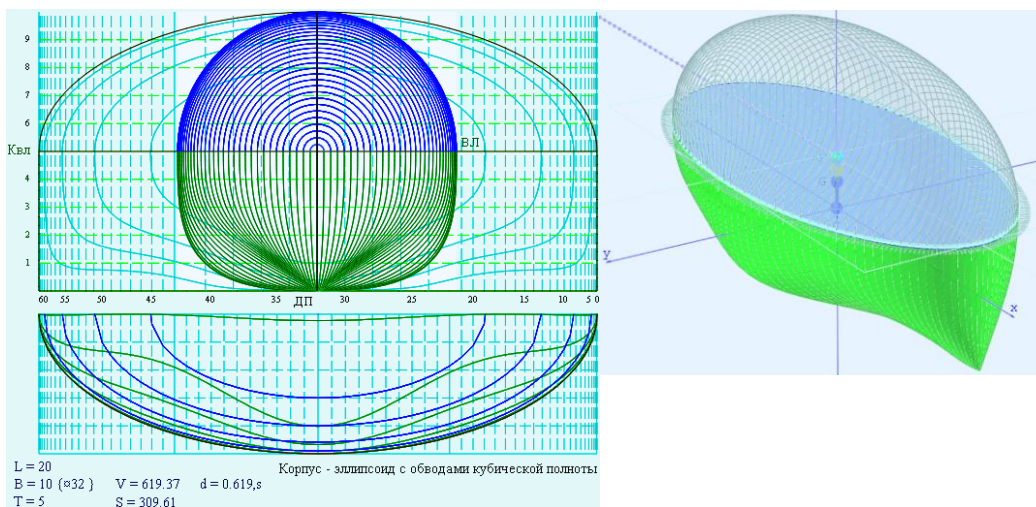 9
8
7
6
Квл ВЛ
4
3
2
1
60 55 50 45 40 35 ДП 30 25 20 15 10 5 0
y
x
L = 20 Корпус - эллипсоид с обводами кубической полноты
B = 10 {¤32 } V = 619.37 d = 0.619,s
T = 5 S = 309.61